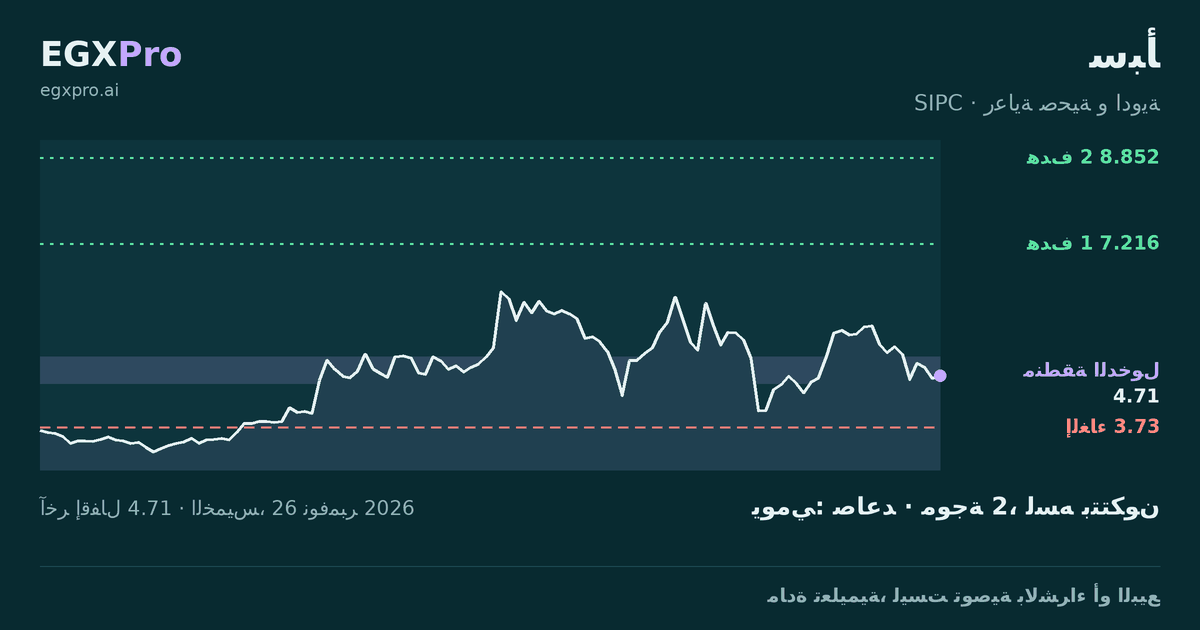 EGXPro
egxpro.ai
سبأ
SIPC · رعاية صحية و ادوية
هدف 2 8.852
هدف 1 7.216
منطقة الدخول
4.71
إلغاء 3.73
آخر إقفال 4.71 · الخميس، 26 نوفمبر 2026
يومي: صاعد · موجة 2، لسه بتتكون
مادة تعليمية، ليست توصية بالشراء أو البيع